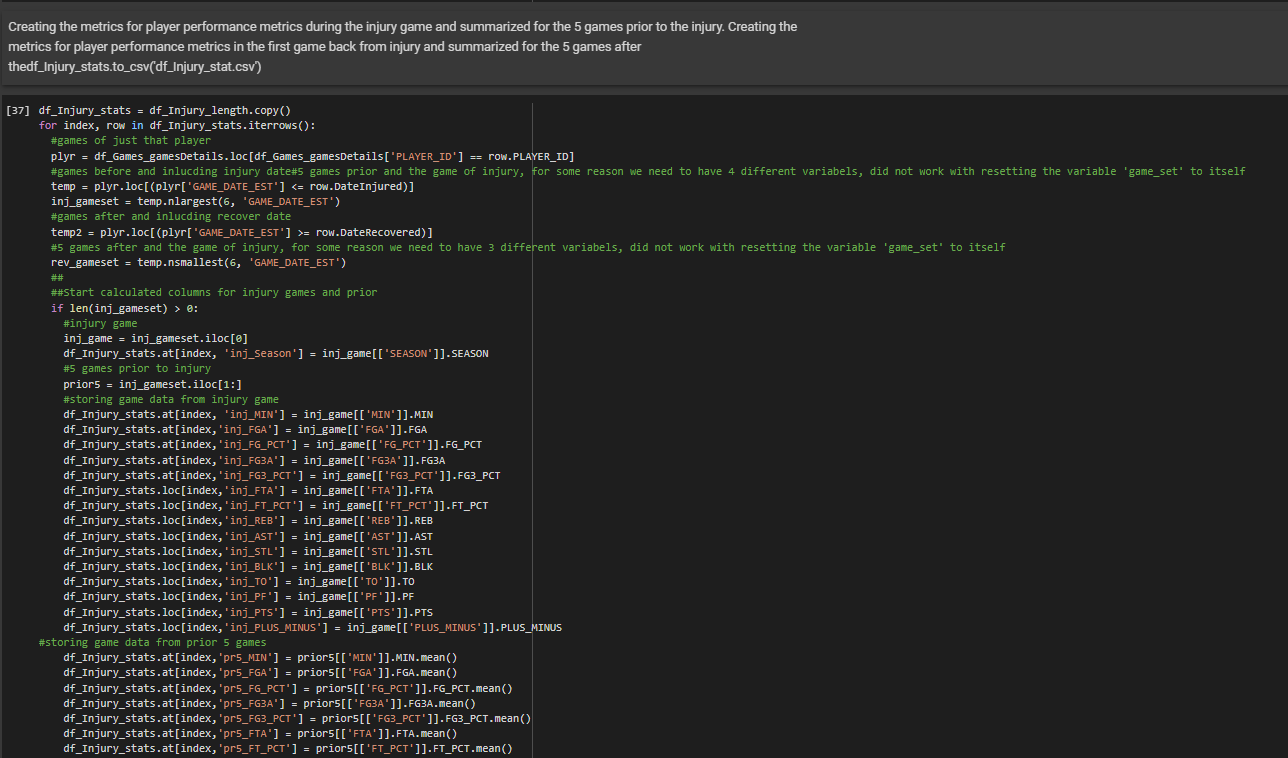 Creating the metrics for player performance metrics during the injury game and summarized for the 5 games prior to the injury. Creating the
metrics for player performance metrics in the first game back from injury and summarized for the 5 games after
thedf_Injury_stats.to_csv('df_Injury_stat.csv')
[37] df_Injury_stats = df_Injury_length.copy()
for index, row in df_Injury_stats.iterrows():
#games of just that player
plyr = df_Games_gamesDetails.loc[df_Games_gamesDetails['PLAYER_ID'] == row.PLAYER_ID]
#games before and inlucding injury date#5 games prior and the game of injury, for some reason we need to have 4 different variabels, did not work with resetting the variable 'game_set' to itself
temp = plyr.loc[(plyr['GAME_DATE_EST'] <= row.DateInjured)]
inj_gameset = temp.nlargest(6, 'GAME_DATE_EST')
#games after and inlucding recover date
temp2 = plyr.loc[(plyr['GAME_DATE_EST'] >= row.DateRecovered)]
#5 games after and the game of injury, for some reason we need to have 3 different variabels, did not work with resetting the variable 'game_set' to itself
rev_gameset = temp.nsmallest(6, 'GAME_DATE_EST')
##
##Start calculated columns for injury games and prior
if len(inj_gameset) > 0:
#injury game
inj_game = inj_gameset.iloc[0]
df_Injury_stats.at[index, 'inj_Season'] = inj_game[['SEASON']].SEASON
#5 games prior to injury
prior5 = inj_gameset.iloc[1:]
#storing game data from injury game
df_Injury_stats.at[index, 'inj_MIN'] = inj_game[['MIN']].MIN
df_Injury_stats.at[index,'inj_FGA'] = inj_game[['FGA']].FGA
df_Injury_stats.at[index,'inj_FG_PCT'] = inj_game[['FG_PCT']].FG_PCT
df_Injury_stats.at[index,'inj_FG3A'] = inj_game[['FG3A']].FG3A
df_Injury_stats.at[index,'inj_FG3_PCT'] = inj_game[['FG3_PCT']].FG3_PCT
df_Injury_stats.loc[index,'inj_FTA'] = inj_game[['FTA']].FTA
df_Injury_stats.loc[index,'inj_FT_PCT'] = inj_game[['FT_PCT']].FT_PCT
df_Injury_stats.loc[index,'inj_REB'] = inj_game[['REB']].REB
df_Injury_stats.loc[index,'inj_AST'] = inj_game[['AST']].AST
df_Injury_stats.loc[index,'inj_STL'] = inj_game[['STL']].STL
df_Injury_stats.loc[index,'inj_BLK'] = inj_game[['BLK']].BLK
df_Injury_stats.loc[index,'inj_TO'] = inj_game[['TO']].TO
df_Injury_stats.loc[index,'inj_PF'] = inj_game[['PF']].PF
df_Injury_stats.loc[index,'inj_PTS'] = inj_game[['PTS']].PTS
df_Injury_stats.loc[index,'inj_PLUS_MINUS'] = inj_game[['PLUS_MINUS']].PLUS_MINUS
#storing game data from prior 5 games
df_Injury_stats.at[index,'pr5_MIN'] = prior5[['MIN']].MIN.mean()
df_Injury_stats.at[index,'pr5_FGA'] = prior5[['FGA']].FGA.mean()
df_Injury_stats.at[index,'pr5_FG_PCT'] = prior5[['FG_PCT']].FG_PCT.mean()
df_Injury_stats.at[index,'pr5_FG3A'] = prior5[['FG3A']].FG3A.mean()
df_Injury_stats.at[index,'pr5_FG3_PCT'] = prior5[['FG3_PCT']].FG3_PCT.mean()
df_Injury_stats.at[index,'pr5_FTA'] = prior5[['FTA']].FTA.mean()
df_Injury_stats.at[index,'pr5_FT_PCT'] = prior5[['FT_PCT']].FT_PCT.mean()